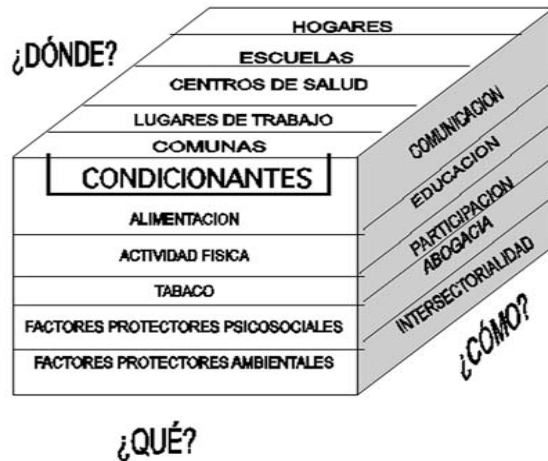 ¿DÓNDE?
HOGARES
ESCUELAS
CENTROS DE SALUD
LUGARES DE TRABAJO
COMUNAS
CONDICIONANTES
ALIMENTACION
ACTIVIDAD FISICA
TABACO
FACTORES PROTECTORES PSICOSOCIALES
FACTORES PROTECTORES AMBIENTALES
¿QUÉ?
COMUNICACION
EDUCACION
PARTICIPACION
ABOGACIA
INTERSECTORIALIDAD
¿CÓMO?